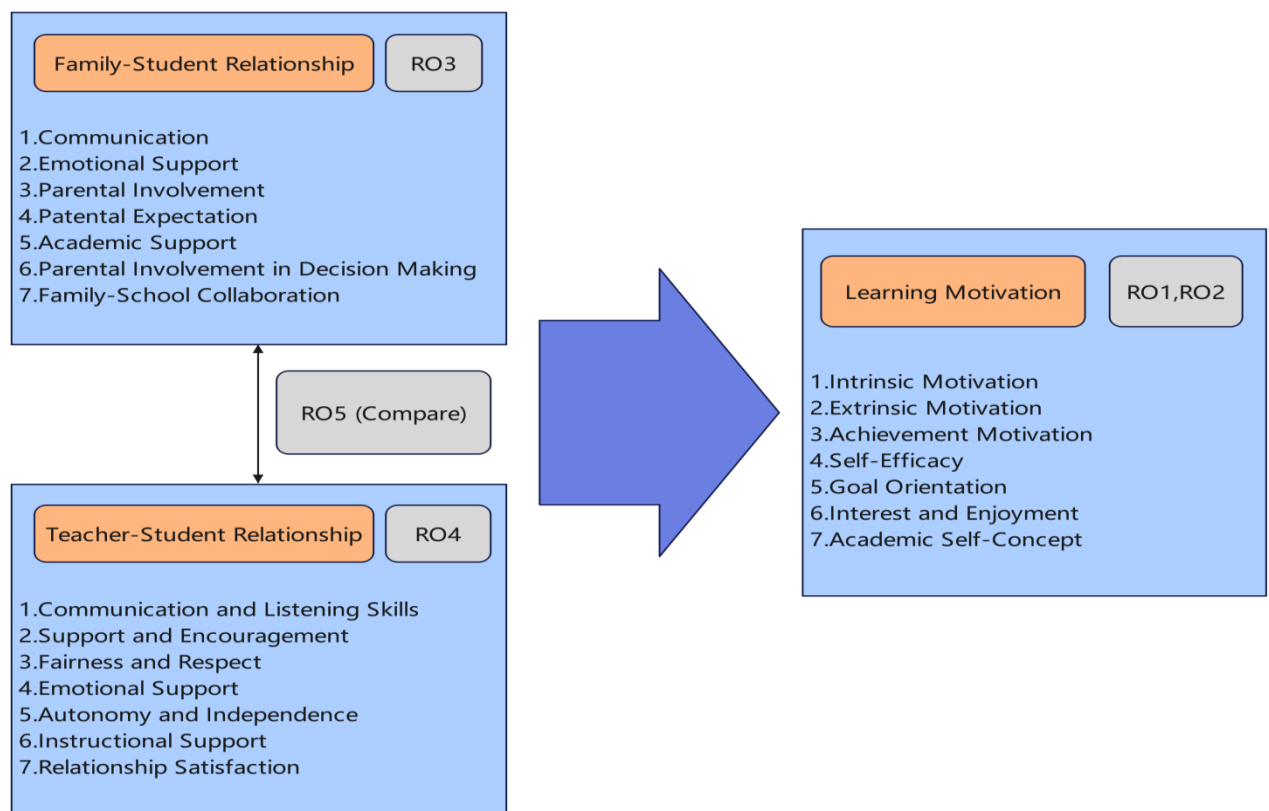 Family-Student Relationship
RO3
1.Communication
2.Emotional Support
3.Parental Involvement
4.Patental Expectation
5.Academic Support
6.Parental Involvement in Decision Making
7.Family-School Collaboration
RO5 (Compare)
Teacher-Student Relationship
RO4
1.Communication and Listening Skills
2.Support and Encouragement
3.Fairness and Respect
4.Emotional Support
5.Autonomy and Independence
6.Instructional Support
7.Relationship Satisfaction
Learning Motivation
RO1,RO2
1.Intrinsic Motivation
2.Extrinsic Motivation
3.Achievement Motivation
4.Self-Efficacy
5.Goal Orientation
6.Interest and Enjoyment
7.Academic Self-Concept